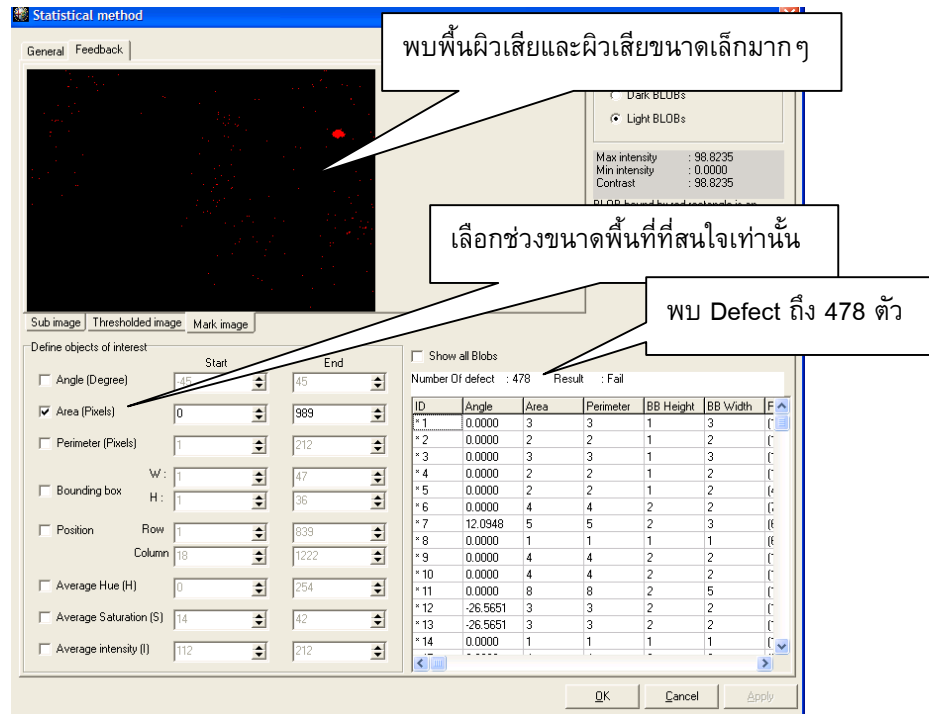 Statistical method
General Feedback
พบพื้นผิวเสียและผิวเสียขนาดเล็กมากๆ
Dark BLOBs
Light BLOBs
Max intensity : 98.8235
Min intensity : 0.0000
Contrast : 98.8235
เลือกช่วงขนาดพื้นที่ที่สนใจเท่านั้น
พบ Defect ถึง 478 ตัว
Sub image Thresholded image Mark image
Define objects of interest
Start End
Angle (Degree) -45 45
Area (Pixels) 0 989
Perimeter (Pixels) 1 212
Bounding box W : 1 47
H : 1 36
Position Row 1 839
Column 18 1222
Average Hue (H) 0 254
Average Saturation (S) 14 42
Average intensity (I) 112 212
Show all Blobs
Number Of defect : 478 Result : Fail
ID Angle Area Perimeter BB Height BB Width
* 1 0.0000 3 3 1 3
* 2 0.0000 2 2 1 2
* 3 0.0000 3 3 1 3
* 4 0.0000 2 2 1 2
* 5 0.0000 2 2 1 2
* 6 0.0000 4 4 2 2
* 7 12.0948 5 5 2 3
* 8 0.0000 1 1 1 1
* 9 0.0000 4 4 2 2
* 10 0.0000 4 4 2 2
* 11 0.0000 8 8 2 5
* 12 -26.5651 3 3 2 2
* 13 -26.5651 3 3 2 2
* 14 0.0000 1 1 1 1
OK Cancel Apply